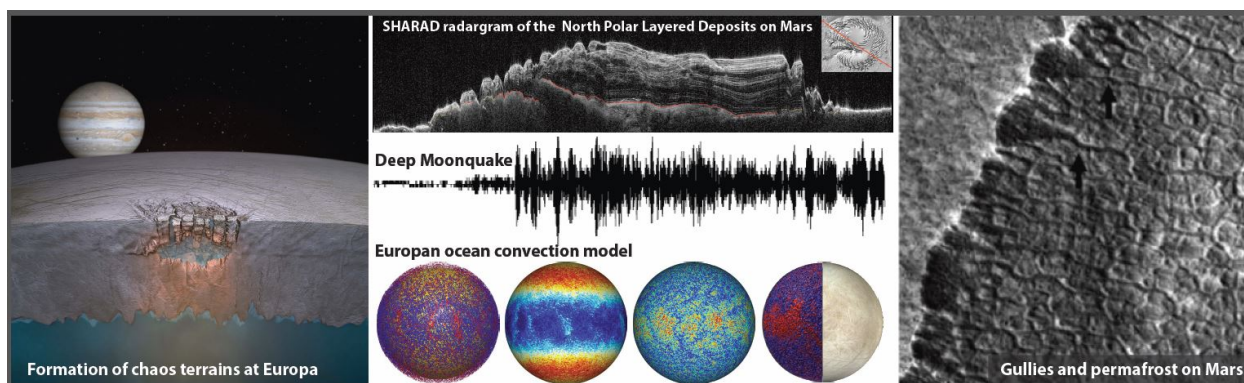 Formation of chaos terrains at Europa
SHARAD radargram of the North Polar Layered Deposits on Mars
Deep Moonquake
Europan ocean convection model
Gullies and permafrost on Mars